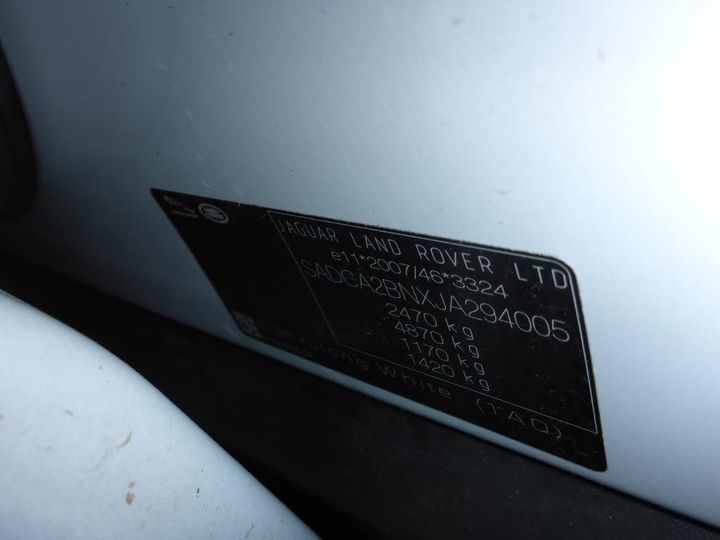 JAGUAR LAND ROVER LTD
e11*2007/46*3324
SADCA2BNXJA294005
2470 kg
4870 kg
1170 kg
1420 kg
White (TAQ)